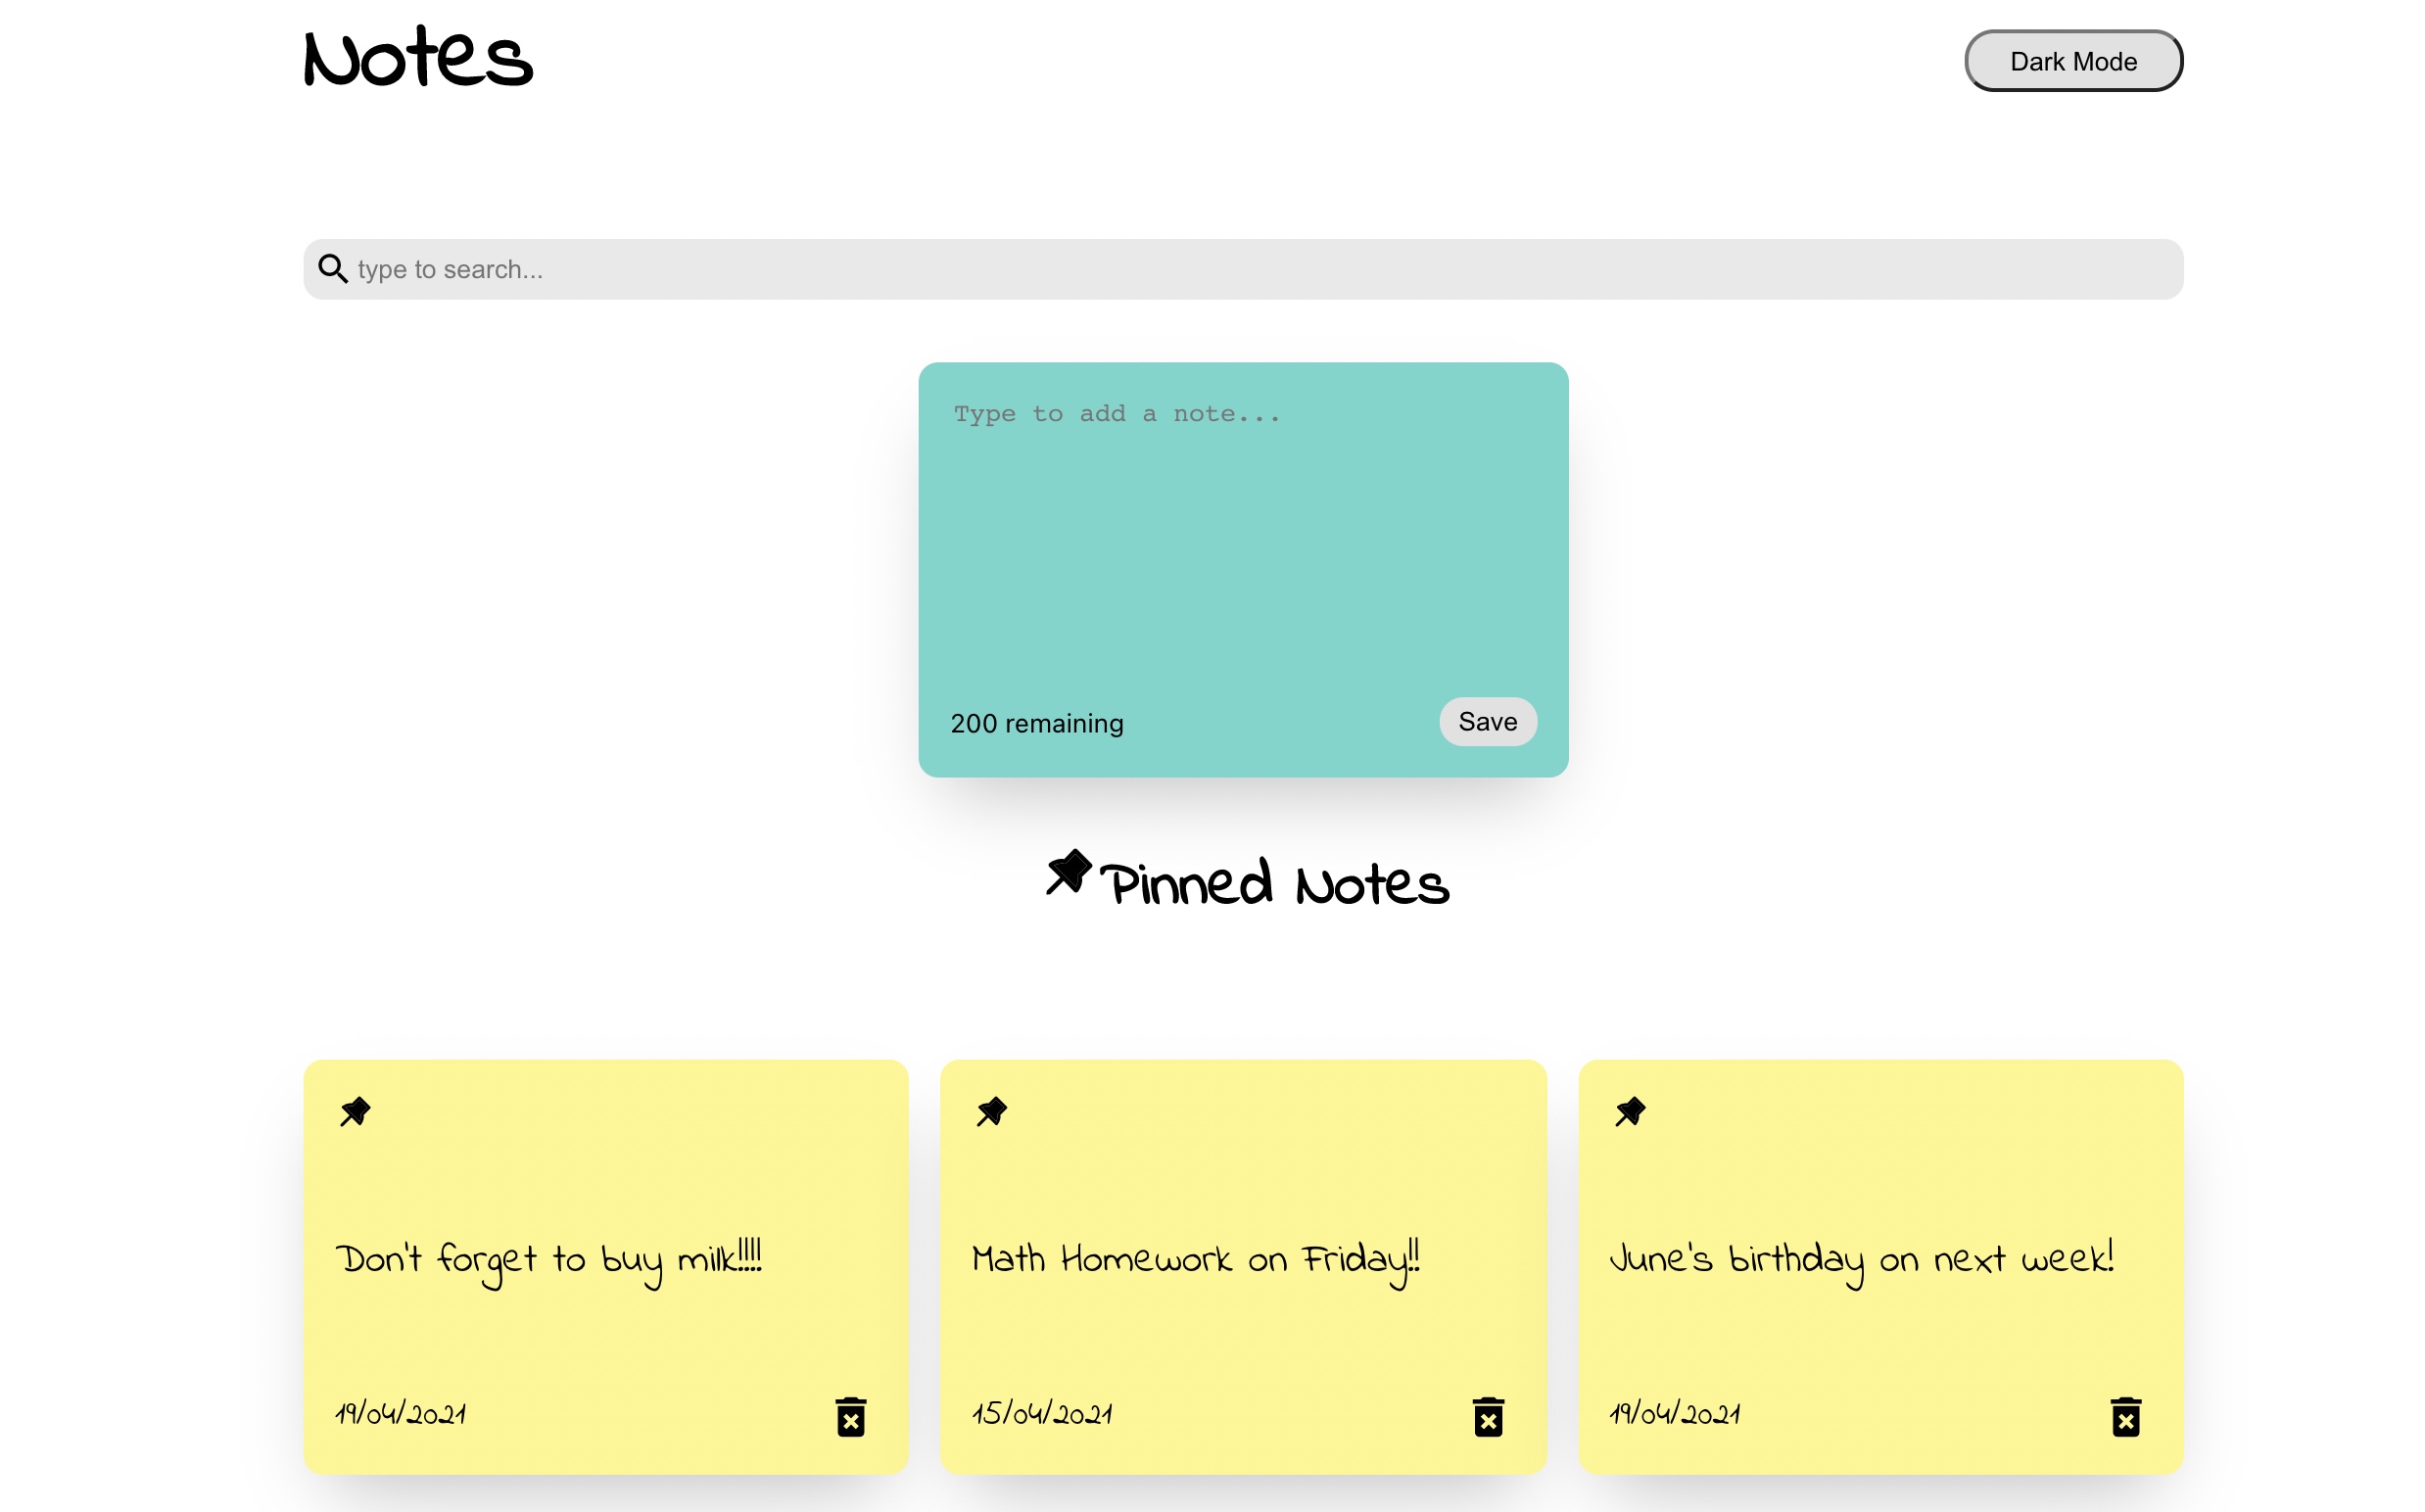 Notes
Dark Mode
type to search...
Type to add a note...
200 remaining
Save
Pinned Notes
Don't forget to buy milk!!!!
19/04/2021
Math Homework on Friday!!
15/04/2021
June's birthday on next week!
19/04/2021